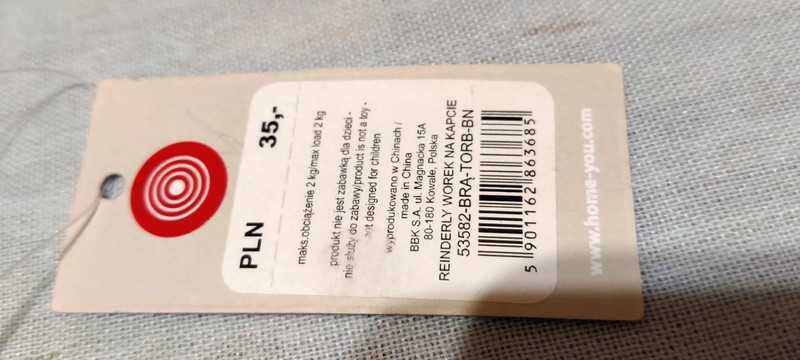 PLN 35,-
maks.obciążenie 2 kg/max load 2 kg
produkt nie jest zabawką dla dzieci -
nie służy do zabawy/product is not a toy -
not designed for children
wyprodukowano w Chinach /
made in China
BBK S.A. ul. Magnacka 15A
80-180 Kowale, Polska
REINDERLY WOREK NA KAPCIE
53582-BRĄ-TORB-BN
5 901162 863685
www.home-you.com